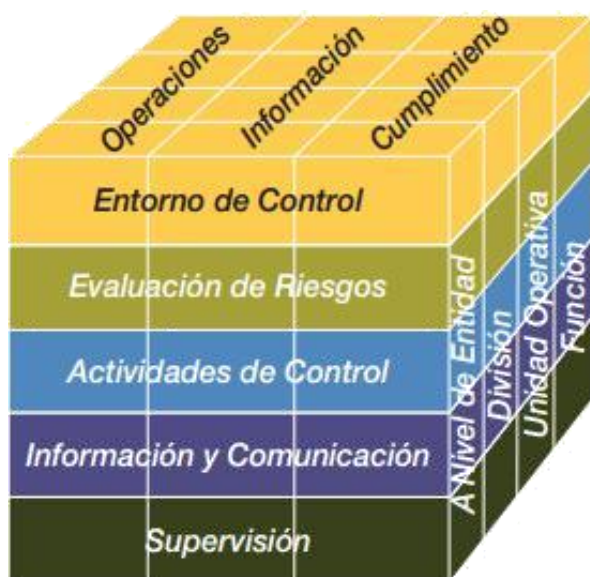 Operaciones
Información
Cumplimiento
Entorno de Control
Evaluación de Riesgos
Actividades de Control
Información y Comunicación
Supervisión
A Nivel de Entidad
División
Unidad Operativa
Función